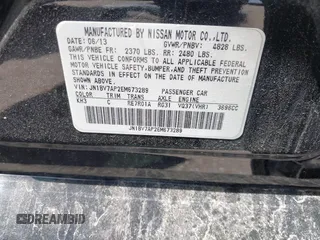 MANUFACTURED BY NISSAN MOTOR CO.,LTD.
DATE: 06/13 GVWR/PNBV: 4828 LBS.
GAWR/PNBE FR: 2370 LBS. RR: 2480 LBS.
THIS VEHICLE CONFORMS TO ALL APPLICABLE FEDERAL MOTOR VEHICLE SAFETY, BUMPER, AND THEFT PREVENTION STANDARDS IN EFFECT ON THE DATE OF MANUFACTURE SHOWN ABOVE.
VIN: JN1BV7AP2EM673289 PASSENGER CAR
COLOR TRIM TRANS AXLE ENGINE
KH3 C RE7R01A R031 VQ37(VHR) 3696CC
JN1BV7AP2EM673289
DREAMBID